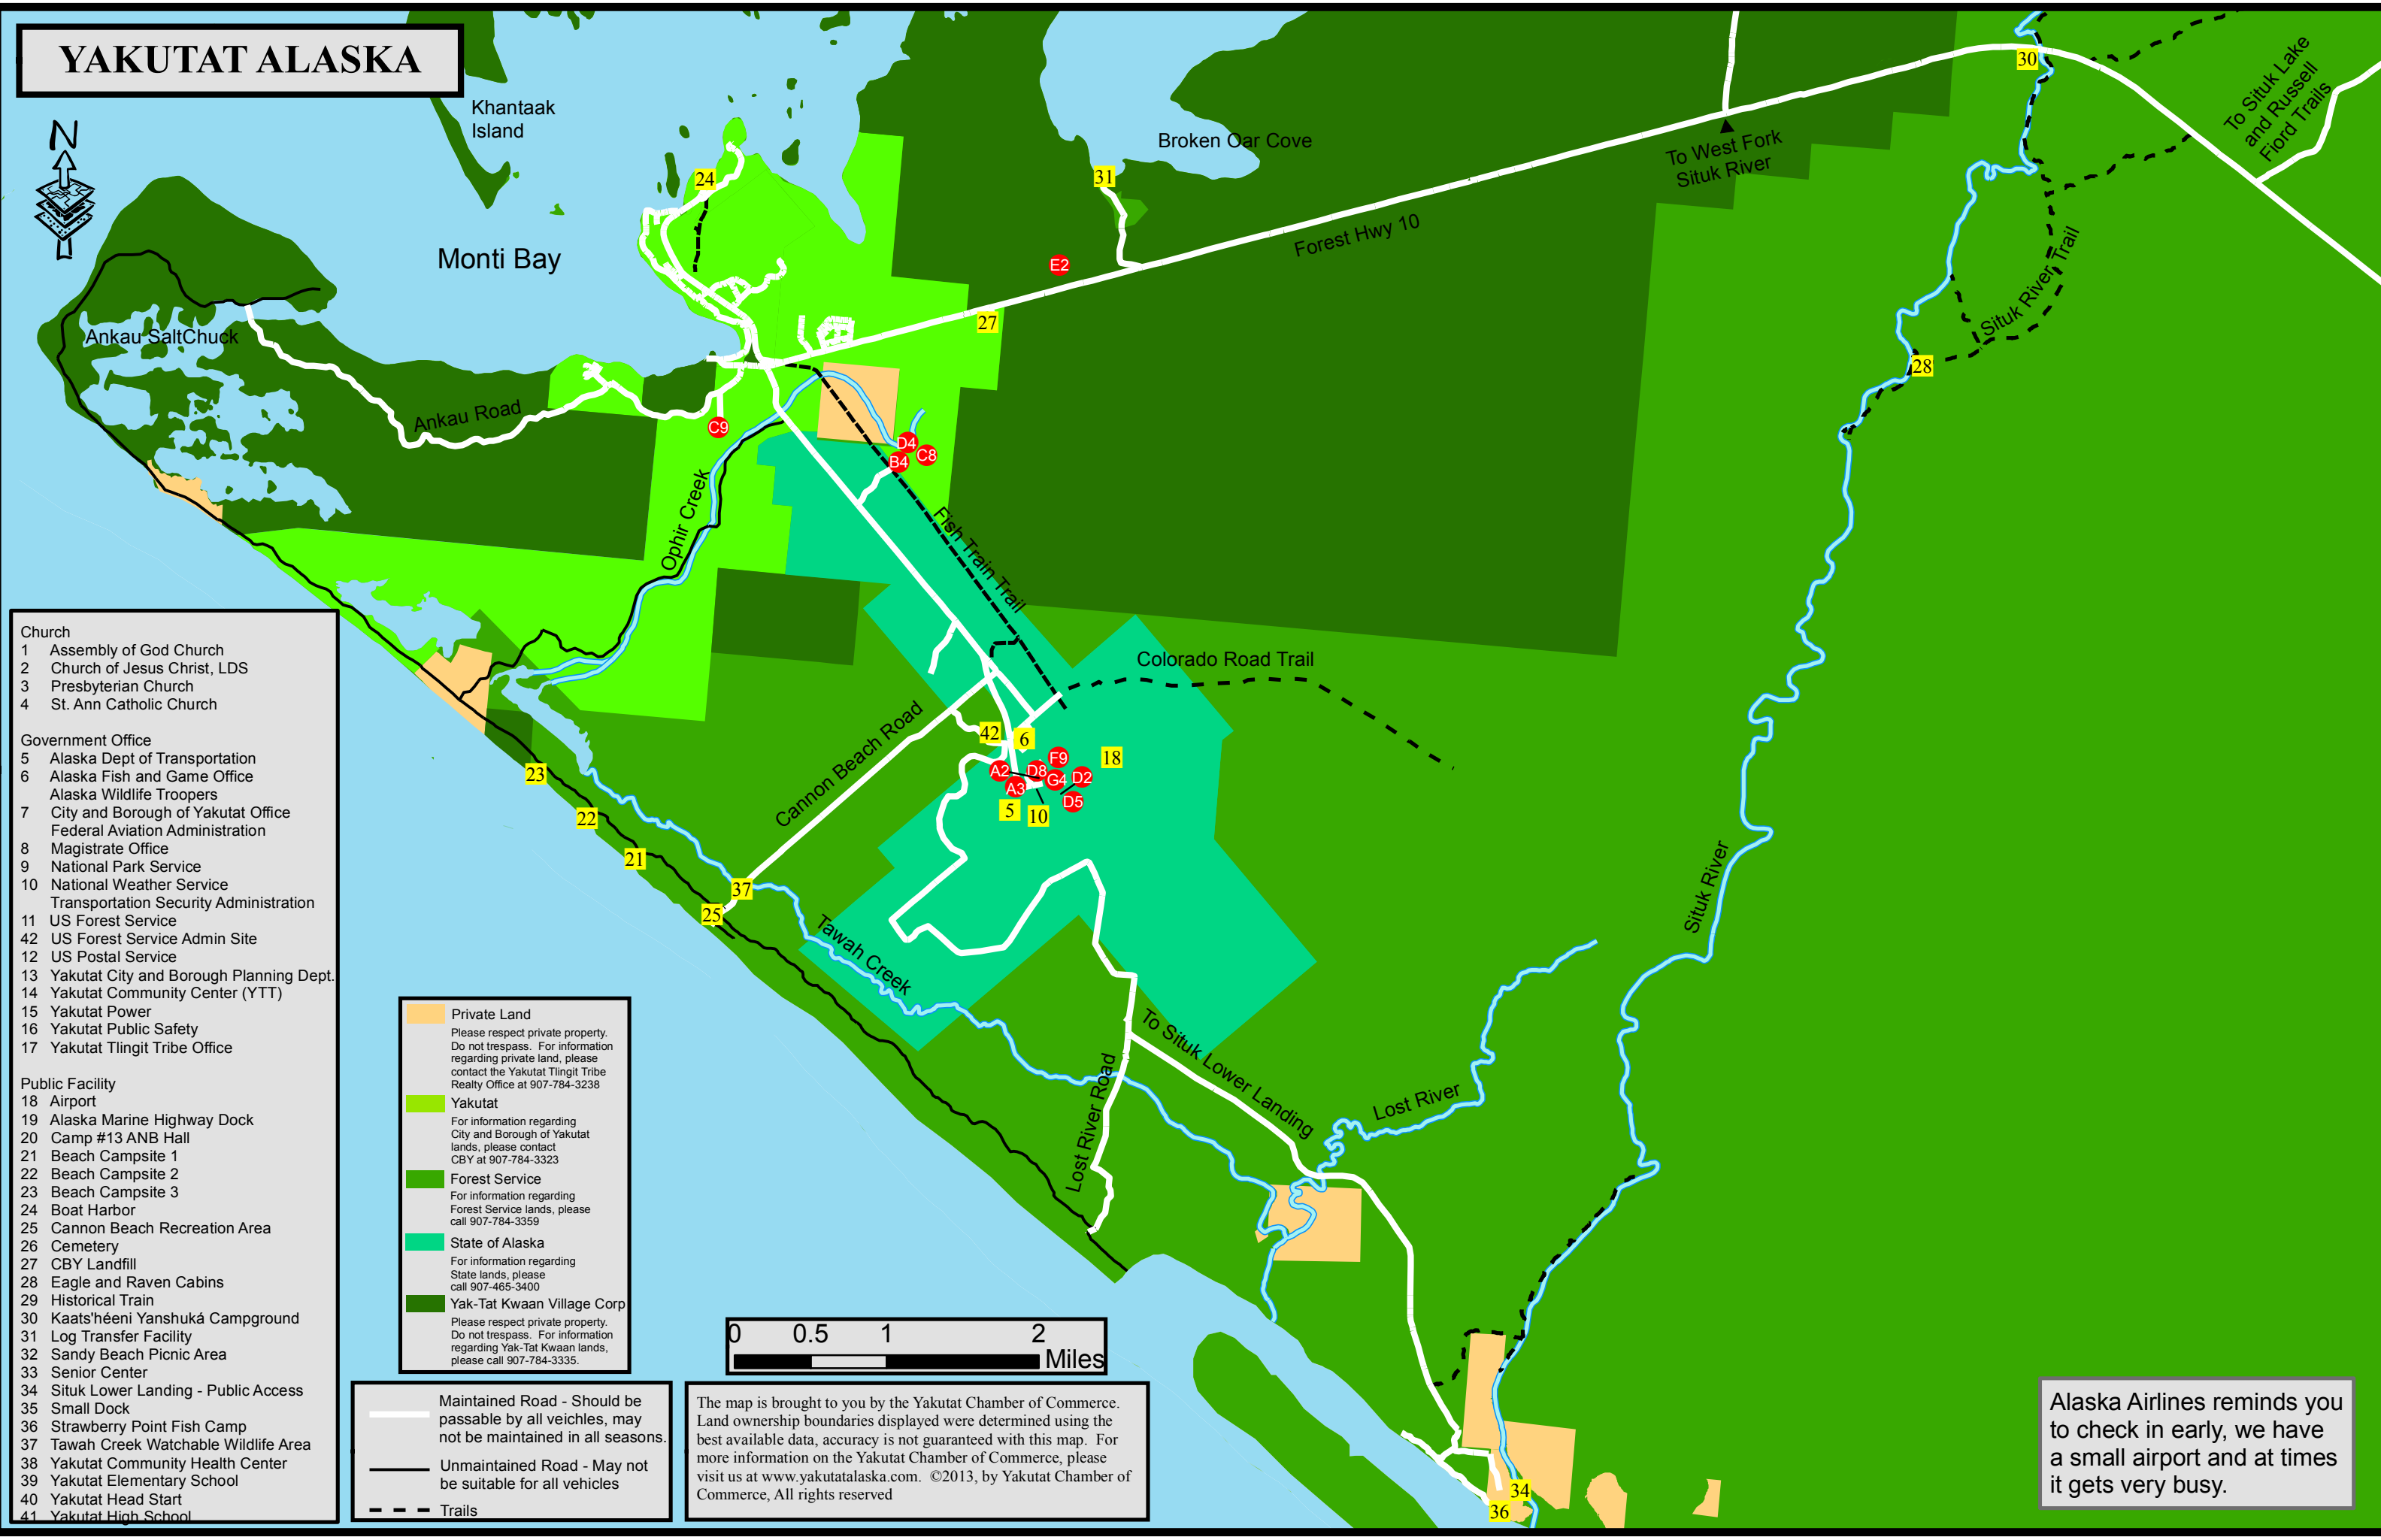 YAKUTAT ALASKA
N
Khantaak
Island
Monti Bay
Broken Oar Cove
24
31
30
To Situk Lake
and Russell
Fiord Trails
To West Fork
Situk River
Forest Hwy 10
E2
27
Situk River Trail
28
Ankau SaltChuck
Ankau Road
C9
D4
C8
B4
Ophir Creek
Fish Train Trail
Colorado Road Trail
Cannon Beach Road
42
6
18
F9
A2
D8
G4
D2
A3
D5
5
10
23
22
21
37
25
Tawah Creek
Situk River
To Situk Lower Landing
Lost River Road
Lost River
34
36
Church
1 Assembly of God Church
2 Church of Jesus Christ, LDS
3 Presbyterian Church
4 St. Ann Catholic Church
Government Office
5 Alaska Dept of Transportation
6 Alaska Fish and Game Office
Alaska Wildlife Troopers
7 City and Borough of Yakutat Office
Federal Aviation Administration
8 Magistrate Office
9 National Park Service
10 National Weather Service
Transportation Security Administration
11 US Forest Service
42 US Forest Service Admin Site
12 US Postal Service
13 Yakutat City and Borough Planning Dept.
14 Yakutat Community Center (YTT)
15 Yakutat Power
16 Yakutat Public Safety
17 Yakutat Tlingit Tribe Office
Public Facility
18 Airport
19 Alaska Marine Highway Dock
20 Camp #13 ANB Hall
21 Beach Campsite 1
22 Beach Campsite 2
23 Beach Campsite 3
24 Boat Harbor
25 Cannon Beach Recreation Area
26 Cemetery
27 CBY Landfill
28 Eagle and Raven Cabins
29 Historical Train
30 Kaats'héeni Yanshuká Campground
31 Log Transfer Facility
32 Sandy Beach Picnic Area
33 Senior Center
34 Situk Lower Landing - Public Access
35 Small Dock
36 Strawberry Point Fish Camp
37 Tawah Creek Watchable Wildlife Area
38 Yakutat Community Health Center
39 Yakutat Elementary School
40 Yakutat Head Start
41 Yakutat High School
Private Land
Please respect private property.
Do not trespass. For information
regarding private land, please
contact the Yakutat Tlingit Tribe
Realty Office at 907-784-3238
Yakutat
For information regarding
City and Borough of Yakutat
lands, please contact
CBY at 907-784-3323
Forest Service
For information regarding
Forest Service lands, please
call 907-784-3359
State of Alaska
For information regarding
State lands, please
call 907-465-3400
Yak-Tat Kwaan Village Corp
Please respect private property.
Do not trespass. For information
regarding Yak-Tat Kwaan lands,
please call 907-784-3335.
Maintained Road - Should be
passable by all veichles, may
not be maintained in all seasons.
Unmaintained Road - May not
be suitable for all vehicles
Trails
0 0.5 1 2
Miles
The map is brought to you by the Yakutat Chamber of Commerce.
Land ownership boundaries displayed were determined using the
best available data, accuracy is not guaranteed with this map. For
more information on the Yakutat Chamber of Commerce, please
visit us at www.yakutatalaska.com. ©2013, by Yakutat Chamber of
Commerce, All rights reserved
Alaska Airlines reminds you
to check in early, we have
a small airport and at times
it gets very busy.